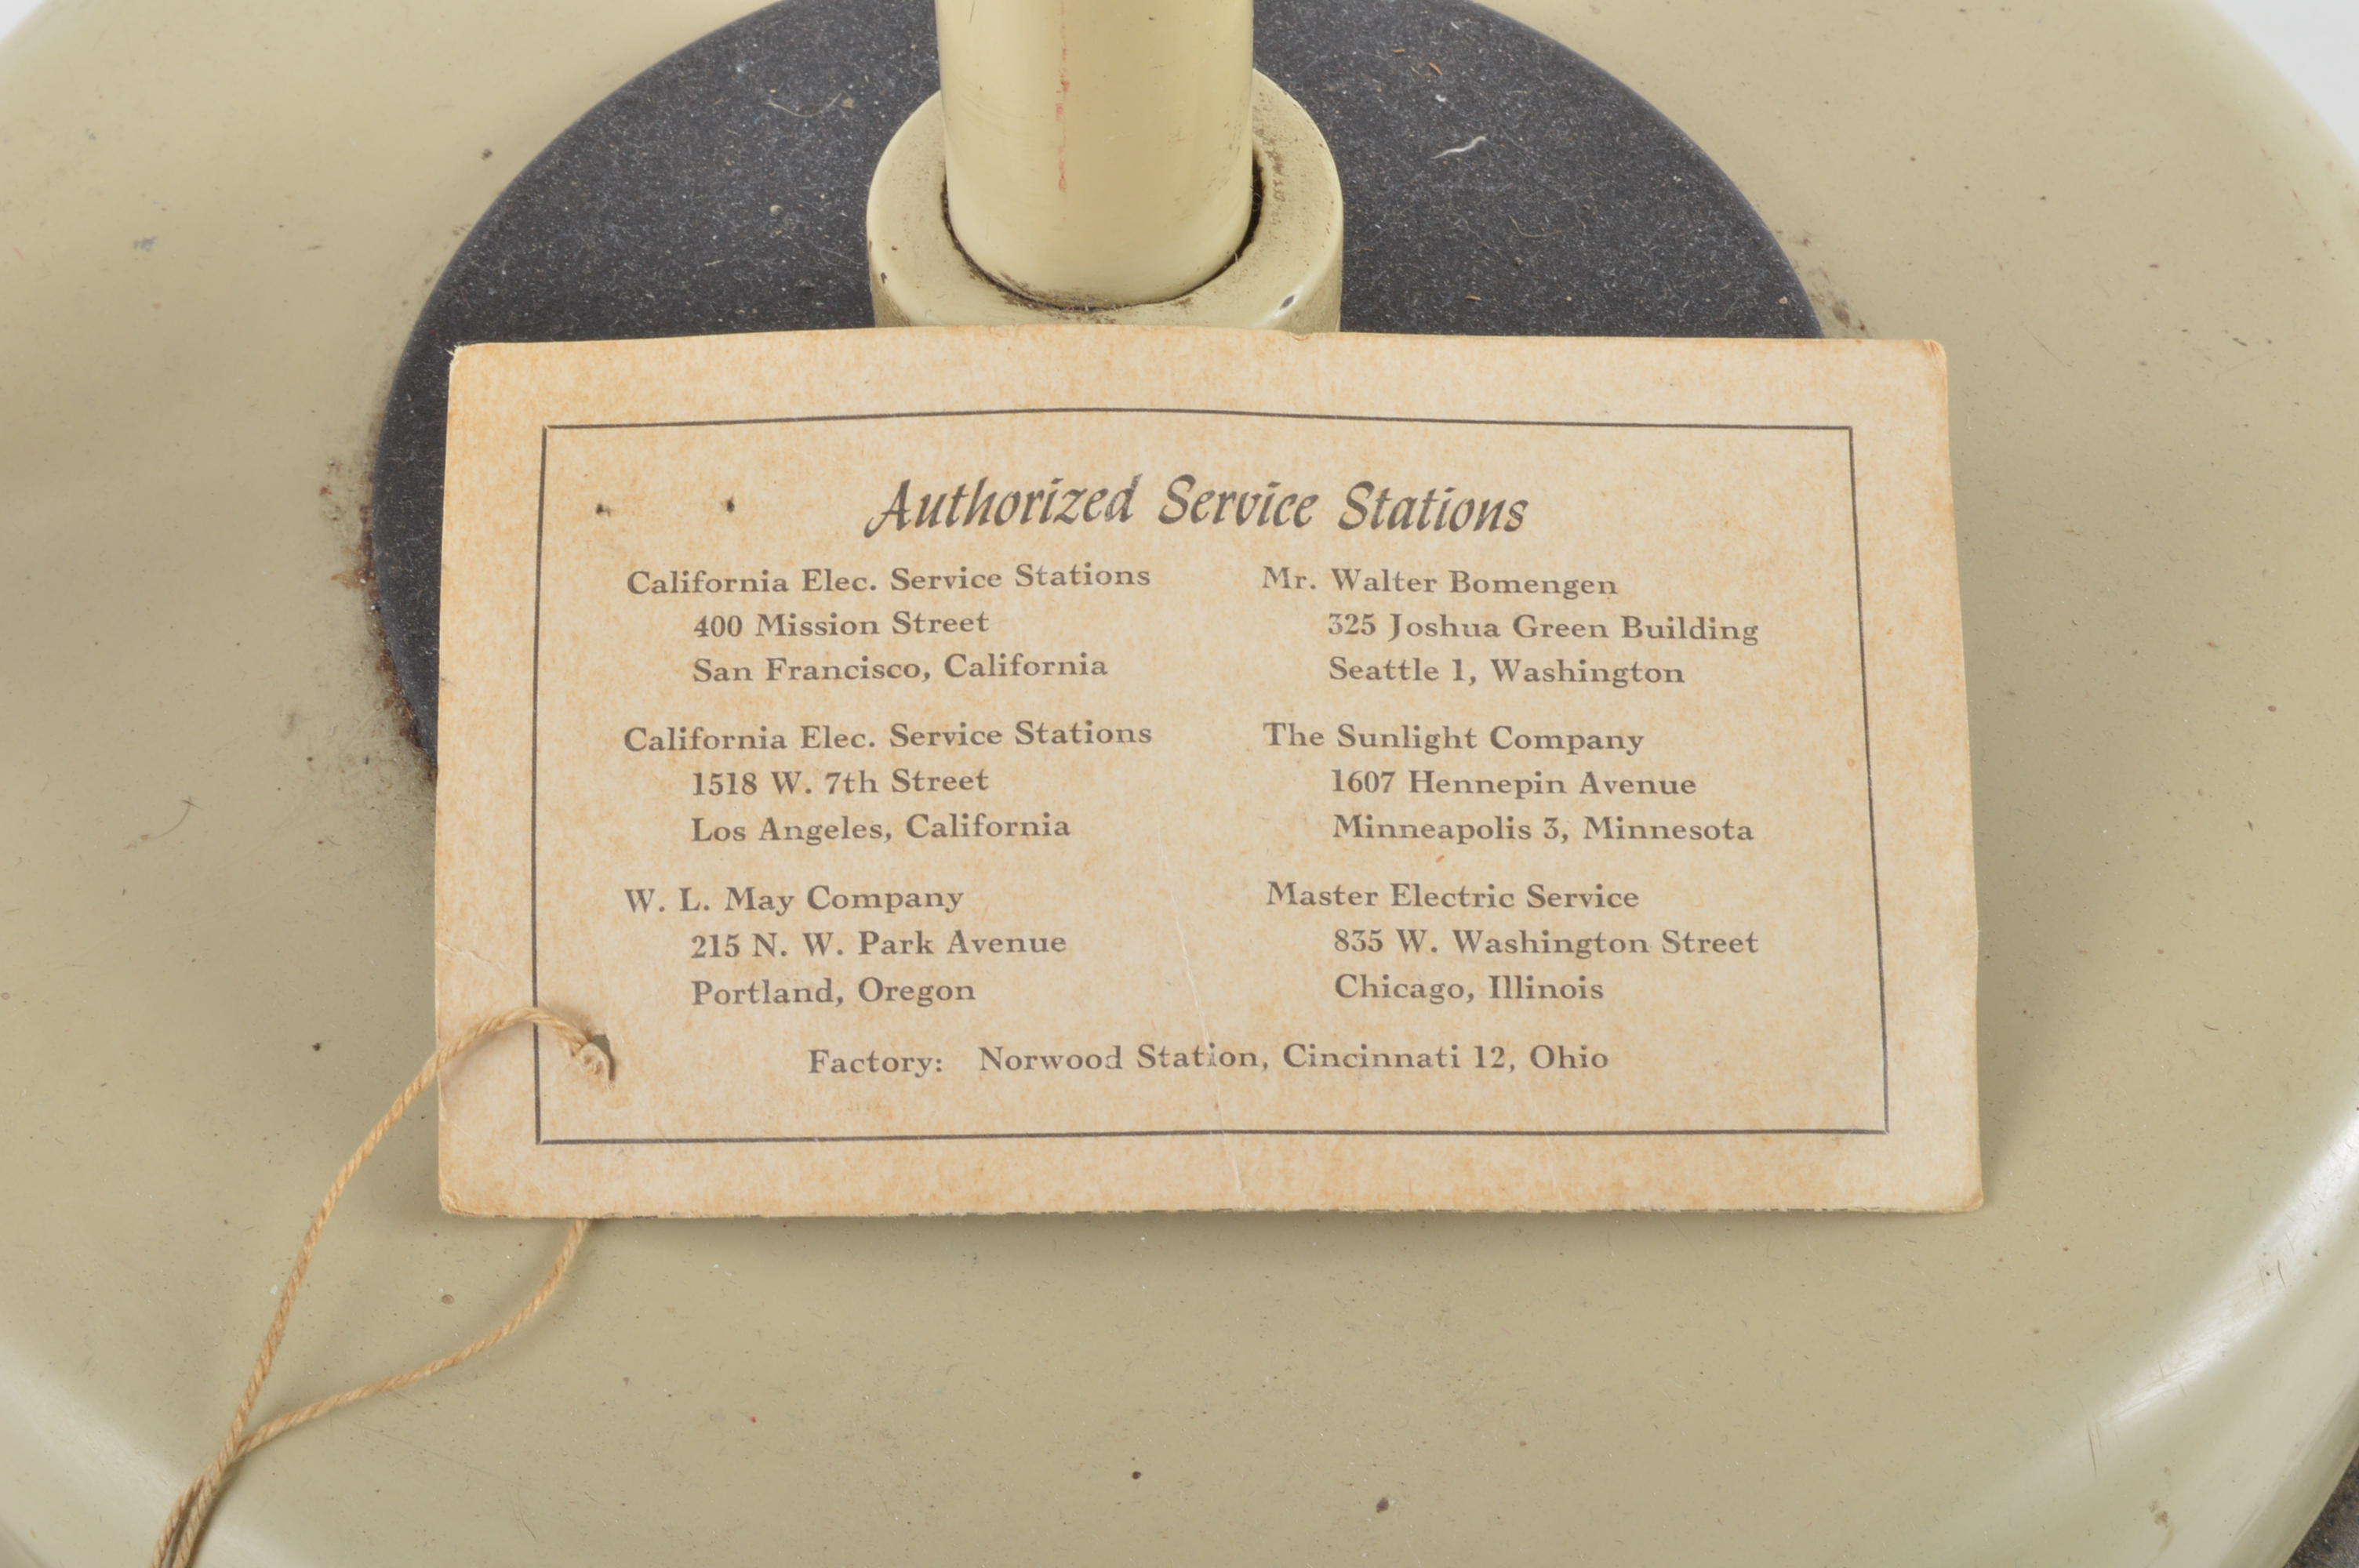 Authorized Service Stations
California Elec. Service Stations
400 Mission Street
San Francisco, California
California Elec. Service Stations
1518 W. 7th Street
Los Angeles, California
W. L. May Company
215 N. W. Park Avenue
Portland, Oregon
Mr. Walter Bomengen
325 Joshua Green Building
Seattle 1, Washington
The Sunlight Company
1607 Hennepin Avenue
Minneapolis 3, Minnesota
Master Electric Service
835 W. Washington Street
Chicago, Illinois
Factory: Norwood Station, Cincinnati 12, Ohio